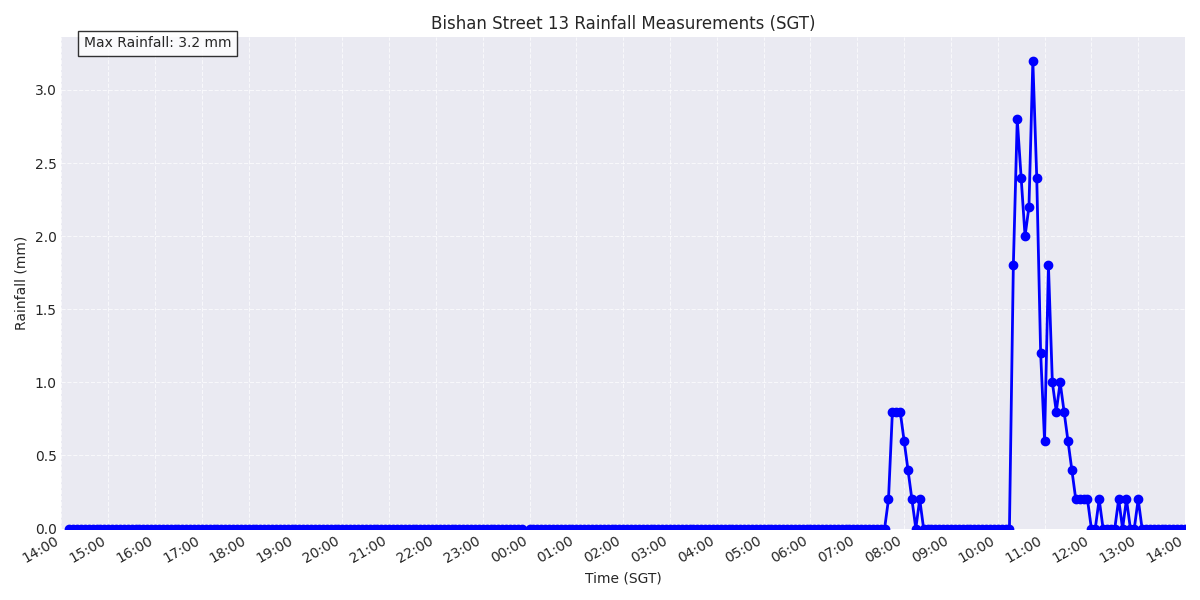 Bishan Street 13 Rainfall Measurements (SGT)
Max Rainfall: 3.2 mm
Rainfall (mm)
3.0
2.5
2.0
1.5
1.0
0.5
0.0
14:00 15:00 16:00 17:00 18:00 19:00 20:00 21:00 22:00 23:00 00:00 01:00 02:00 03:00 04:00 05:00 06:00 07:00 08:00 09:00 10:00 11:00 12:00 13:00 14:00
Time (SGT)